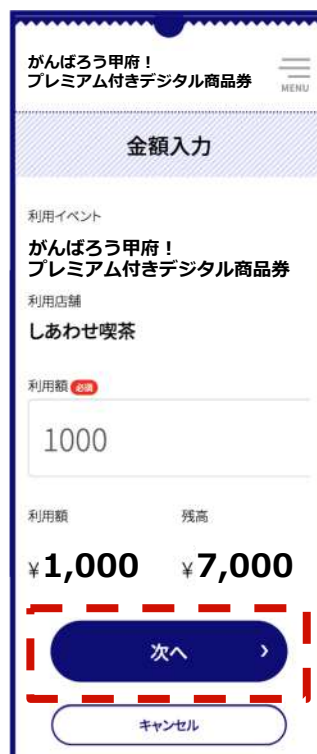 がんばろう甲府！
プレミアム付きデジタル商品券
MENU
金額入力
利用イベント
がんばろう甲府！
プレミアム付きデジタル商品券
利用店舗
しあわせ喫茶
利用額 必須
1000
利用額 残高
¥1,000 ¥7,000
次へ ›
キャンセル